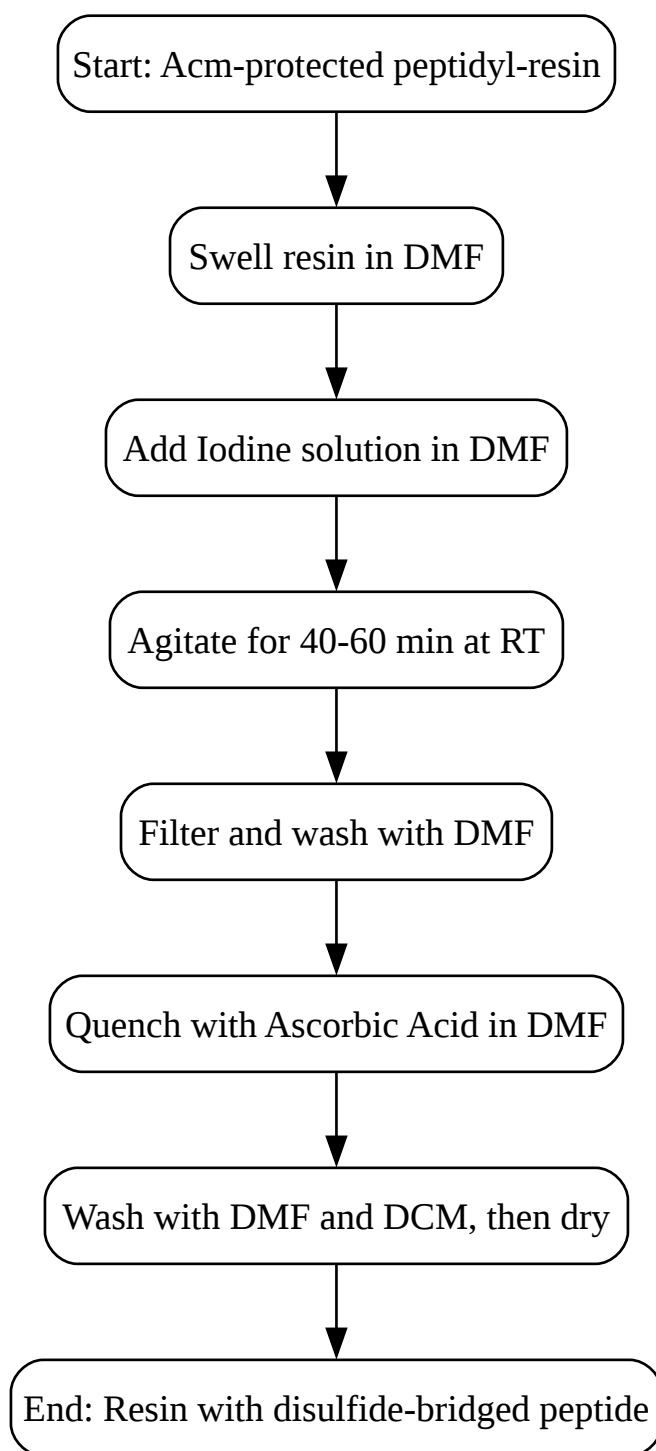 Start: Acm-protected peptidyl-resin
Swell resin in DMF
Add Iodine solution in DMF
Agitate for 40-60 min at RT
Filter and wash with DMF
Quench with Ascorbic Acid in DMF
Wash with DMF and DCM, then dry
End: Resin with disulfide-bridged peptide